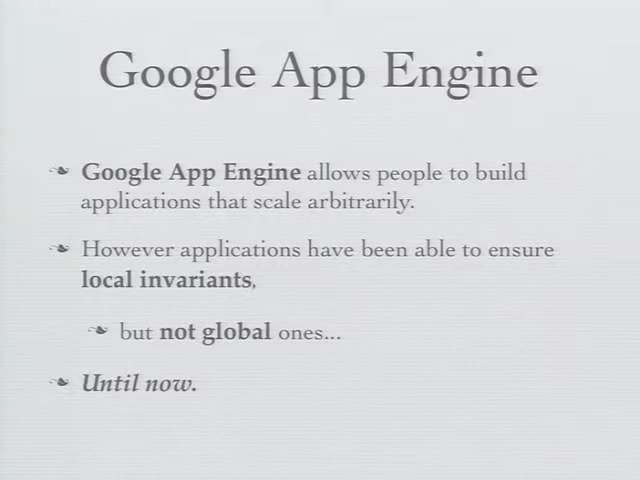 Google App Engine
Google App Engine allows people to build
applications that scale arbitrarily.
However applications have been able to ensure
local invariants,
but not global ones...
Until now.